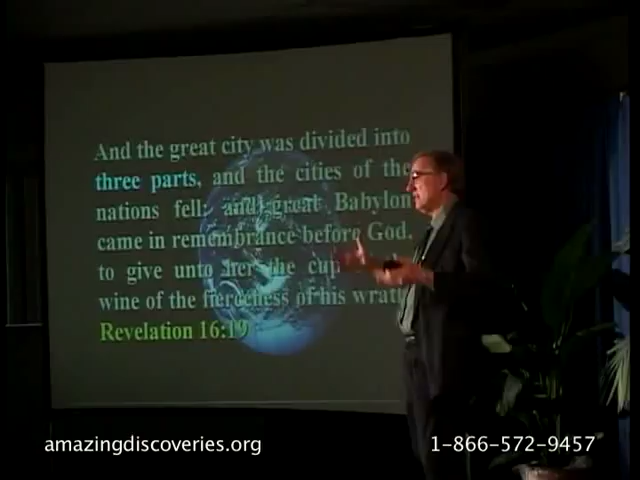 And the great city was divided into
three parts, and the cities of the
nations fell: and great Babylon
came in remembrance before God,
to give unto her the cup
wine of the fierceness of his wrath
Revelation 16:19
amazingdiscoveries.org
1-866-572-9457